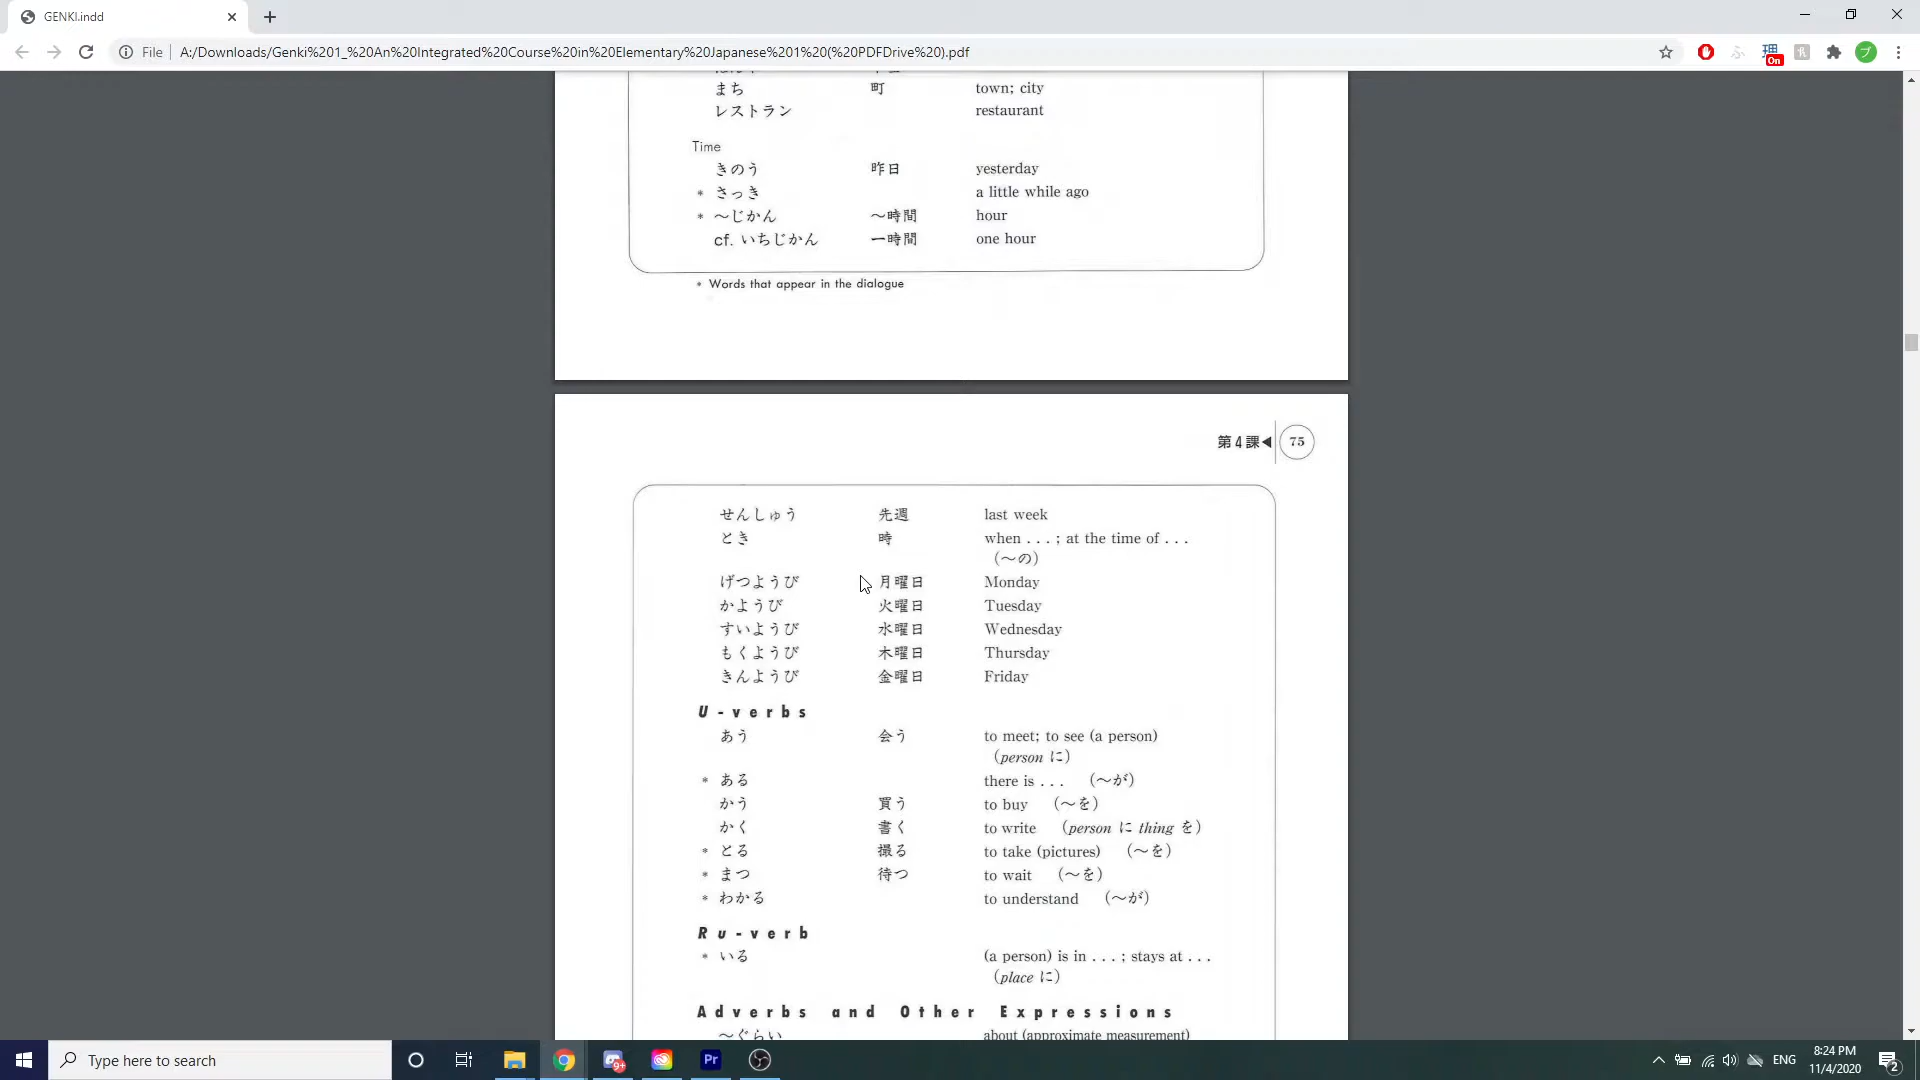 GENKI.indd
File A:/Downloads/Genki%201_%20An%20Integrated%20Course%20in%20Elementary%20Japanese%201%20(%20PDFDrive%20).pdf
理 On
プ
まち 町 town; city
レストラン restaurant
Time
きのう 昨日 yesterday
* さっき a little while ago
* ～じかん ～時間 hour
cf. いちじかん 一時間 one hour
* Words that appear in the dialogue
第4課◀ 75
せんしゅう 先週 last week
とき 時 when . . . ; at the time of . . .
(～の)
げつようび 月曜日 Monday
かようび 火曜日 Tuesday
すいようび 水曜日 Wednesday
もくようび 木曜日 Thursday
きんようび 金曜日 Friday
U-verbs
あう 会う to meet; to see (a person)
(person に)
* ある there is . . . (～が)
かう 買う to buy (～を)
かく 書く to write (person に thing を)
* とる 撮る to take (pictures) (～を)
* まつ 待つ to wait (～を)
* わかる to understand (～が)
Ru-verb
* いる (a person) is in . . . ; stays at . . .
(place に)
Adverbs and Other Expressions
～ぐらい about (approximate measurement)
Type here to search
9+
Pr
ENG
8:24 PM
11/4/2020
2